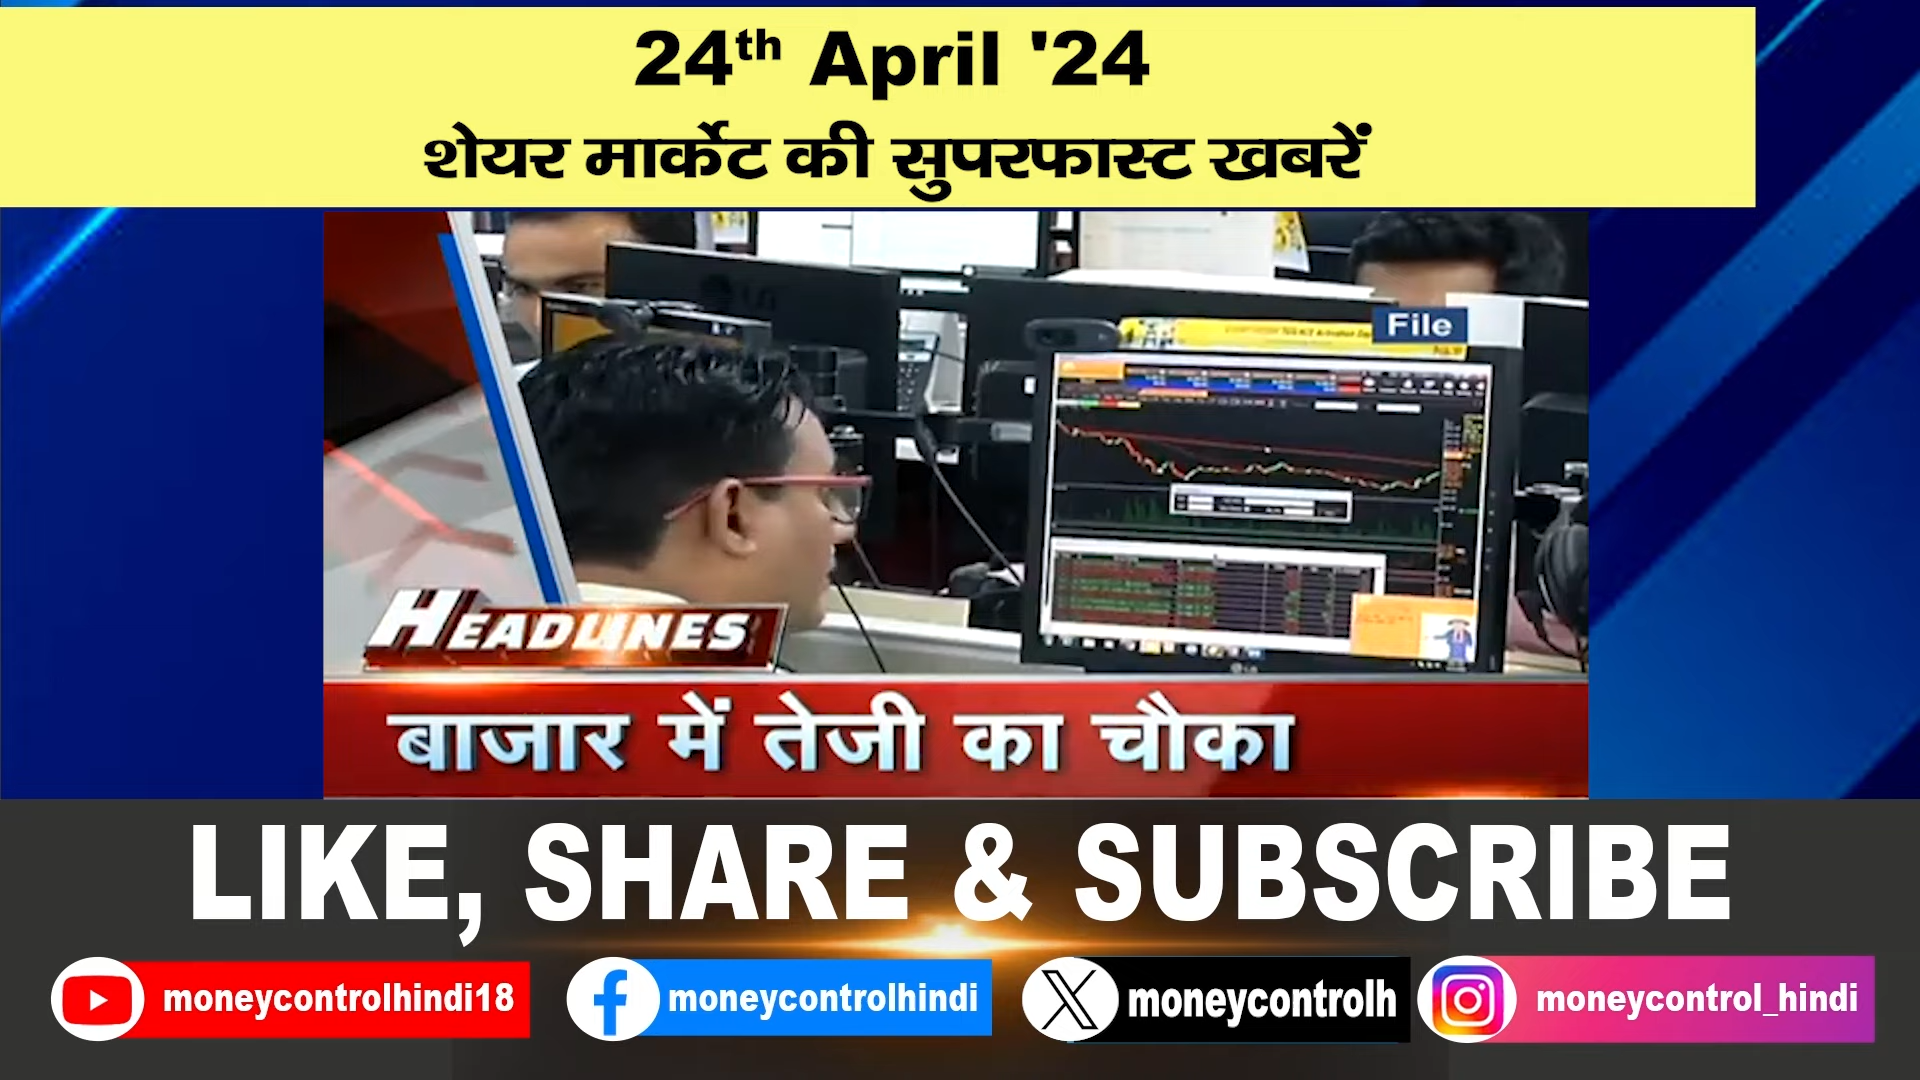 24th April '24
शेयर मार्केट की सुपरफास्ट खबरें
File
HEADLINES
बाजार में तेजी का चौका
LIKE, SHARE & SUBSCRIBE
moneycontrolhindi18
moneycontrolhindi
moneycontrolh
moneycontrol_hindi